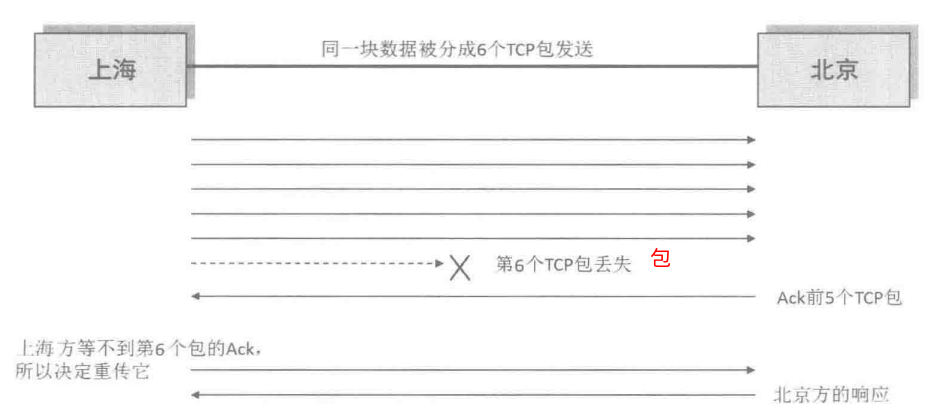 同一块数据被分成6个TCP包发送
上海
北京
第6个TCP包丢失
包
Ack前5个TCP包
上海方等不到第6个包的Ack，
所以决定重传它
北京方的响应